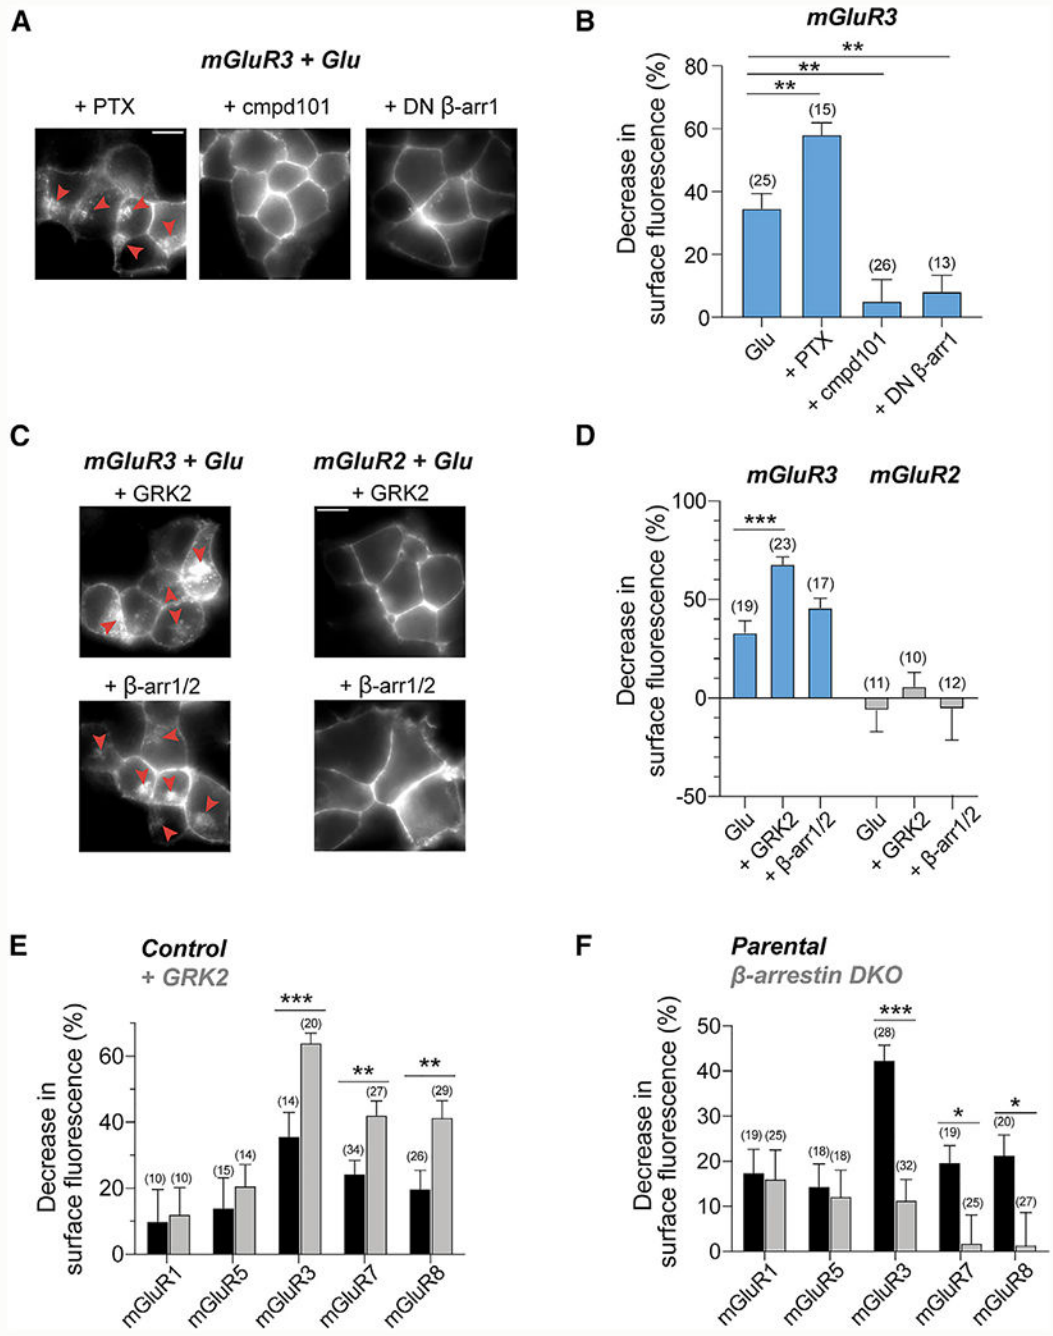 A
mGluR3 + Glu
+ PTX
+ cmpd101
+ DN β-arr1
B
mGluR3
Decrease in
surface fluorescence (%)
80
60
40
20
0
**
**
**
(25)
(15)
(26)
(13)
Glu
+ PTX
+ cmpd101
+ DN β-arr1
C
mGluR3 + Glu
mGluR2 + Glu
+ GRK2
+ GRK2
+ β-arr1/2
+ β-arr1/2
D
mGluR3
mGluR2
Decrease in
surface fluorescence (%)
100
50
0
-50
***
(19)
(23)
(17)
(11)
(10)
(12)
Glu
+ GRK2
+ β-arr1/2
Glu
+ GRK2
+ β-arr1/2
E
Control
+ GRK2
Decrease in
surface fluorescence (%)
60
40
20
0
***
**
**
(10)
(10)
(15)
(14)
(14)
(20)
(34)
(27)
(26)
(29)
mGluR1
mGluR5
mGluR3
mGluR7
mGluR8
F
Parental
β-arrestin DKO
Decrease in
surface fluorescence (%)
50
40
30
20
10
0
***
*
*
(19)
(25)
(18)
(18)
(28)
(32)
(19)
(25)
(20)
(27)
mGluR1
mGluR5
mGluR3
mGluR7
mGluR8